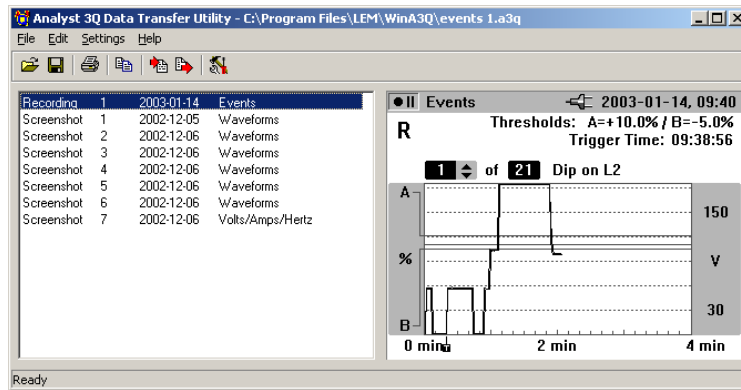 Analyst 3Q Data Transfer Utility - C:\Program Files\LEM\WinA3Q\events 1.a3q
File Edit Settings Help
Recording 1 2003-01-14 Events
Screenshot 1 2002-12-05 Waveforms
Screenshot 2 2002-12-06 Waveforms
Screenshot 3 2002-12-06 Waveforms
Screenshot 4 2002-12-06 Waveforms
Screenshot 5 2002-12-06 Waveforms
Screenshot 6 2002-12-06 Waveforms
Screenshot 7 2002-12-06 Volts/Amps/Hertz
Events 2003-01-14, 09:40
R Thresholds: A=+10.0% / B=-5.0%
Trigger Time: 09:38:56
1 of 21 Dip on L2
A
150
% V
30
B
0 min 2 min 4 min
Ready